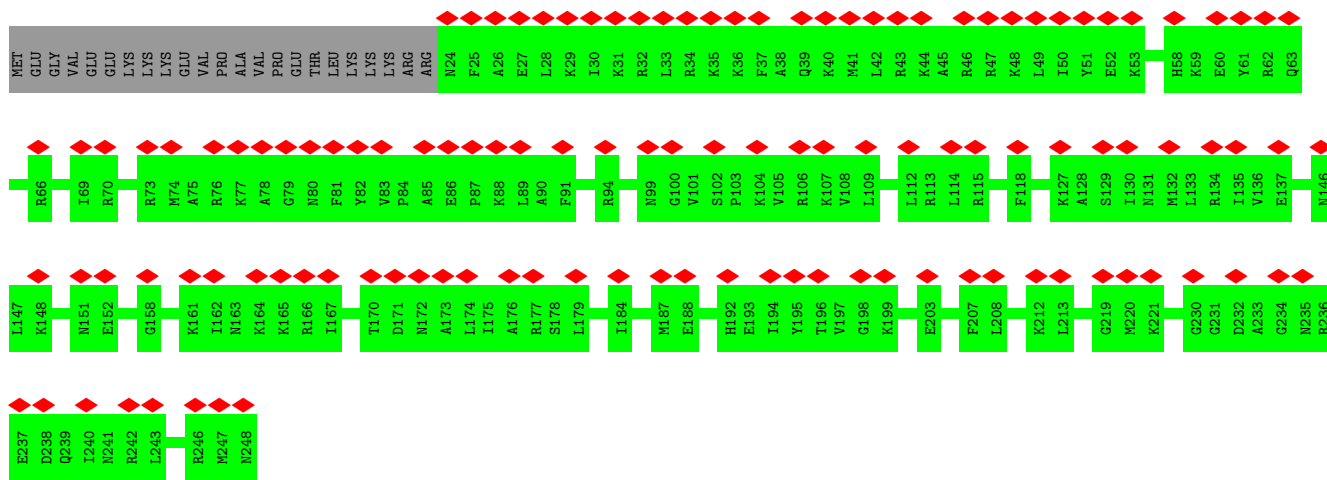 MET GLU GLY VAL GLU GLU LYS LYS LYS GLU VAL PRO ALA VAL PRO GLU THR LEU LYS LYS LYS ARG ARG N24 F25 A26 E27 L28 K29 I30 K31 R32 L33 R34 K35 K36 F37 A38 Q39 K40 M41 L42 R43 K44 A45 R46 R47 K48 L49 I50 Y51 E52 K53 H58 K59 E60 Y61 R62 Q63
R66 I69 R70 R73 M74 A75 R76 K77 A78 G79 N80 F81 Y82 V83 P84 A85 E86 P87 K88 L89 A90 F91 R94 N99 G100 V101 S102 P103 K104 V105 R106 K107 V108 L109 L112 R113 L114 R115 F118 K127 A128 S129 I130 N131 M132 L133 R134 I135 V136 E137 N146
L147 K148 N151 E152 G158 K161 I162 N163 K164 K165 R166 I167 T170 D171 N172 A173 L174 I175 A176 R177 S178 L179 I184 M187 E188 H192 E193 I194 Y195 T196 V197 G198 K199 E203 F207 L208 K212 L213 G219 M220 K221 G230 G231 D232 A233 G234 N235 R236
E237 D238 Q239 I240 N241 R242 L243 R246 M247 N248